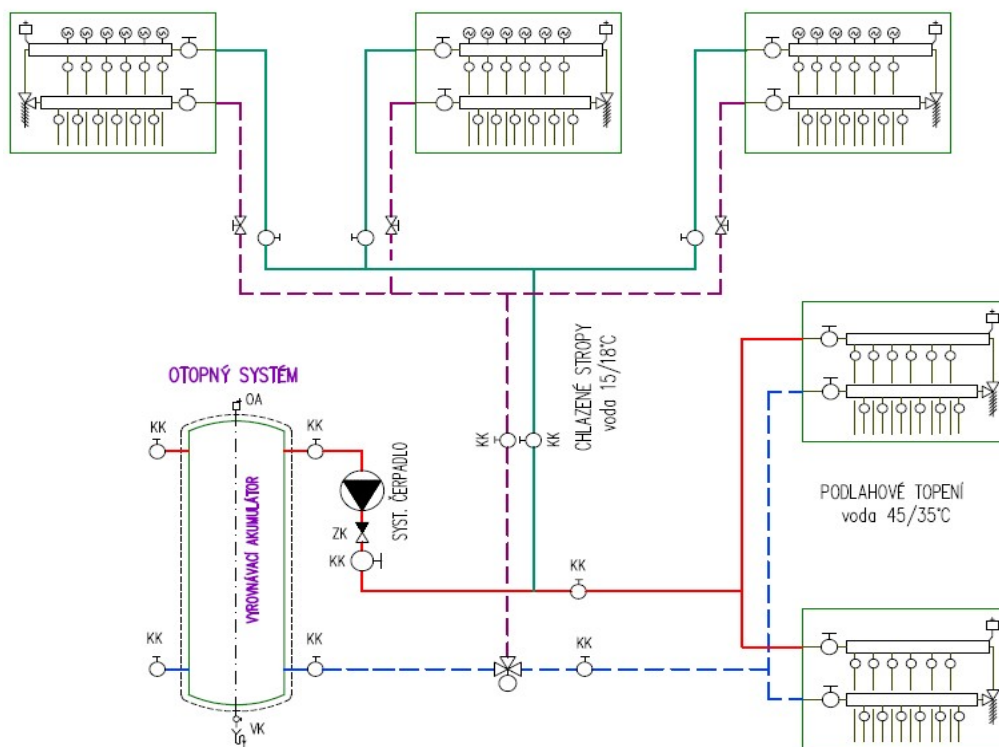 OTOPNÝ SYSTÉM
OA
KK
KK
VYROVNÁVACÍ AKUMULÁTOR
SYST. ČERPADLO
ZK
KK
KK
KK
CHLAZENÉ STROPY
voda 15/18°C
KK
KK
KK
KK
VK
PODLAHOVÉ TOPENÍ
voda 45/35°C